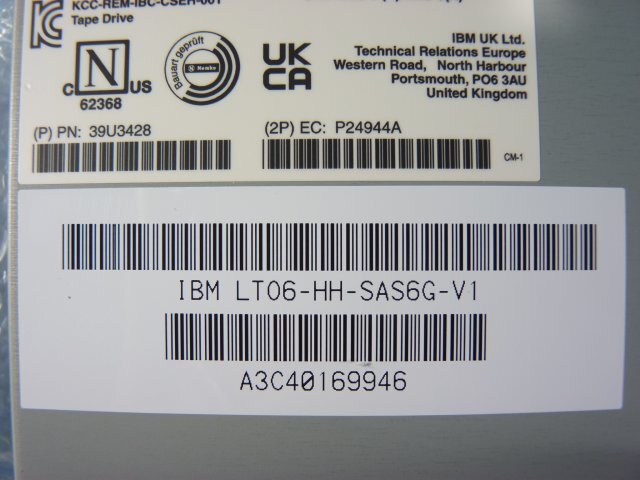 KCC-REM-IBC-CSEH-001
Tape Drive
C N US
62368
Bauart geprüft
Nemko
UK
CA
IBM UK Ltd.
Technical Relations Europe
Western Road, North Harbour
Portsmouth, PO6 3AU
United Kingdom
(P) PN: 39U3428
(2P) EC: P24944A
CM-1
IBM LTO6-HH-SAS6G-V1
A3C40169946